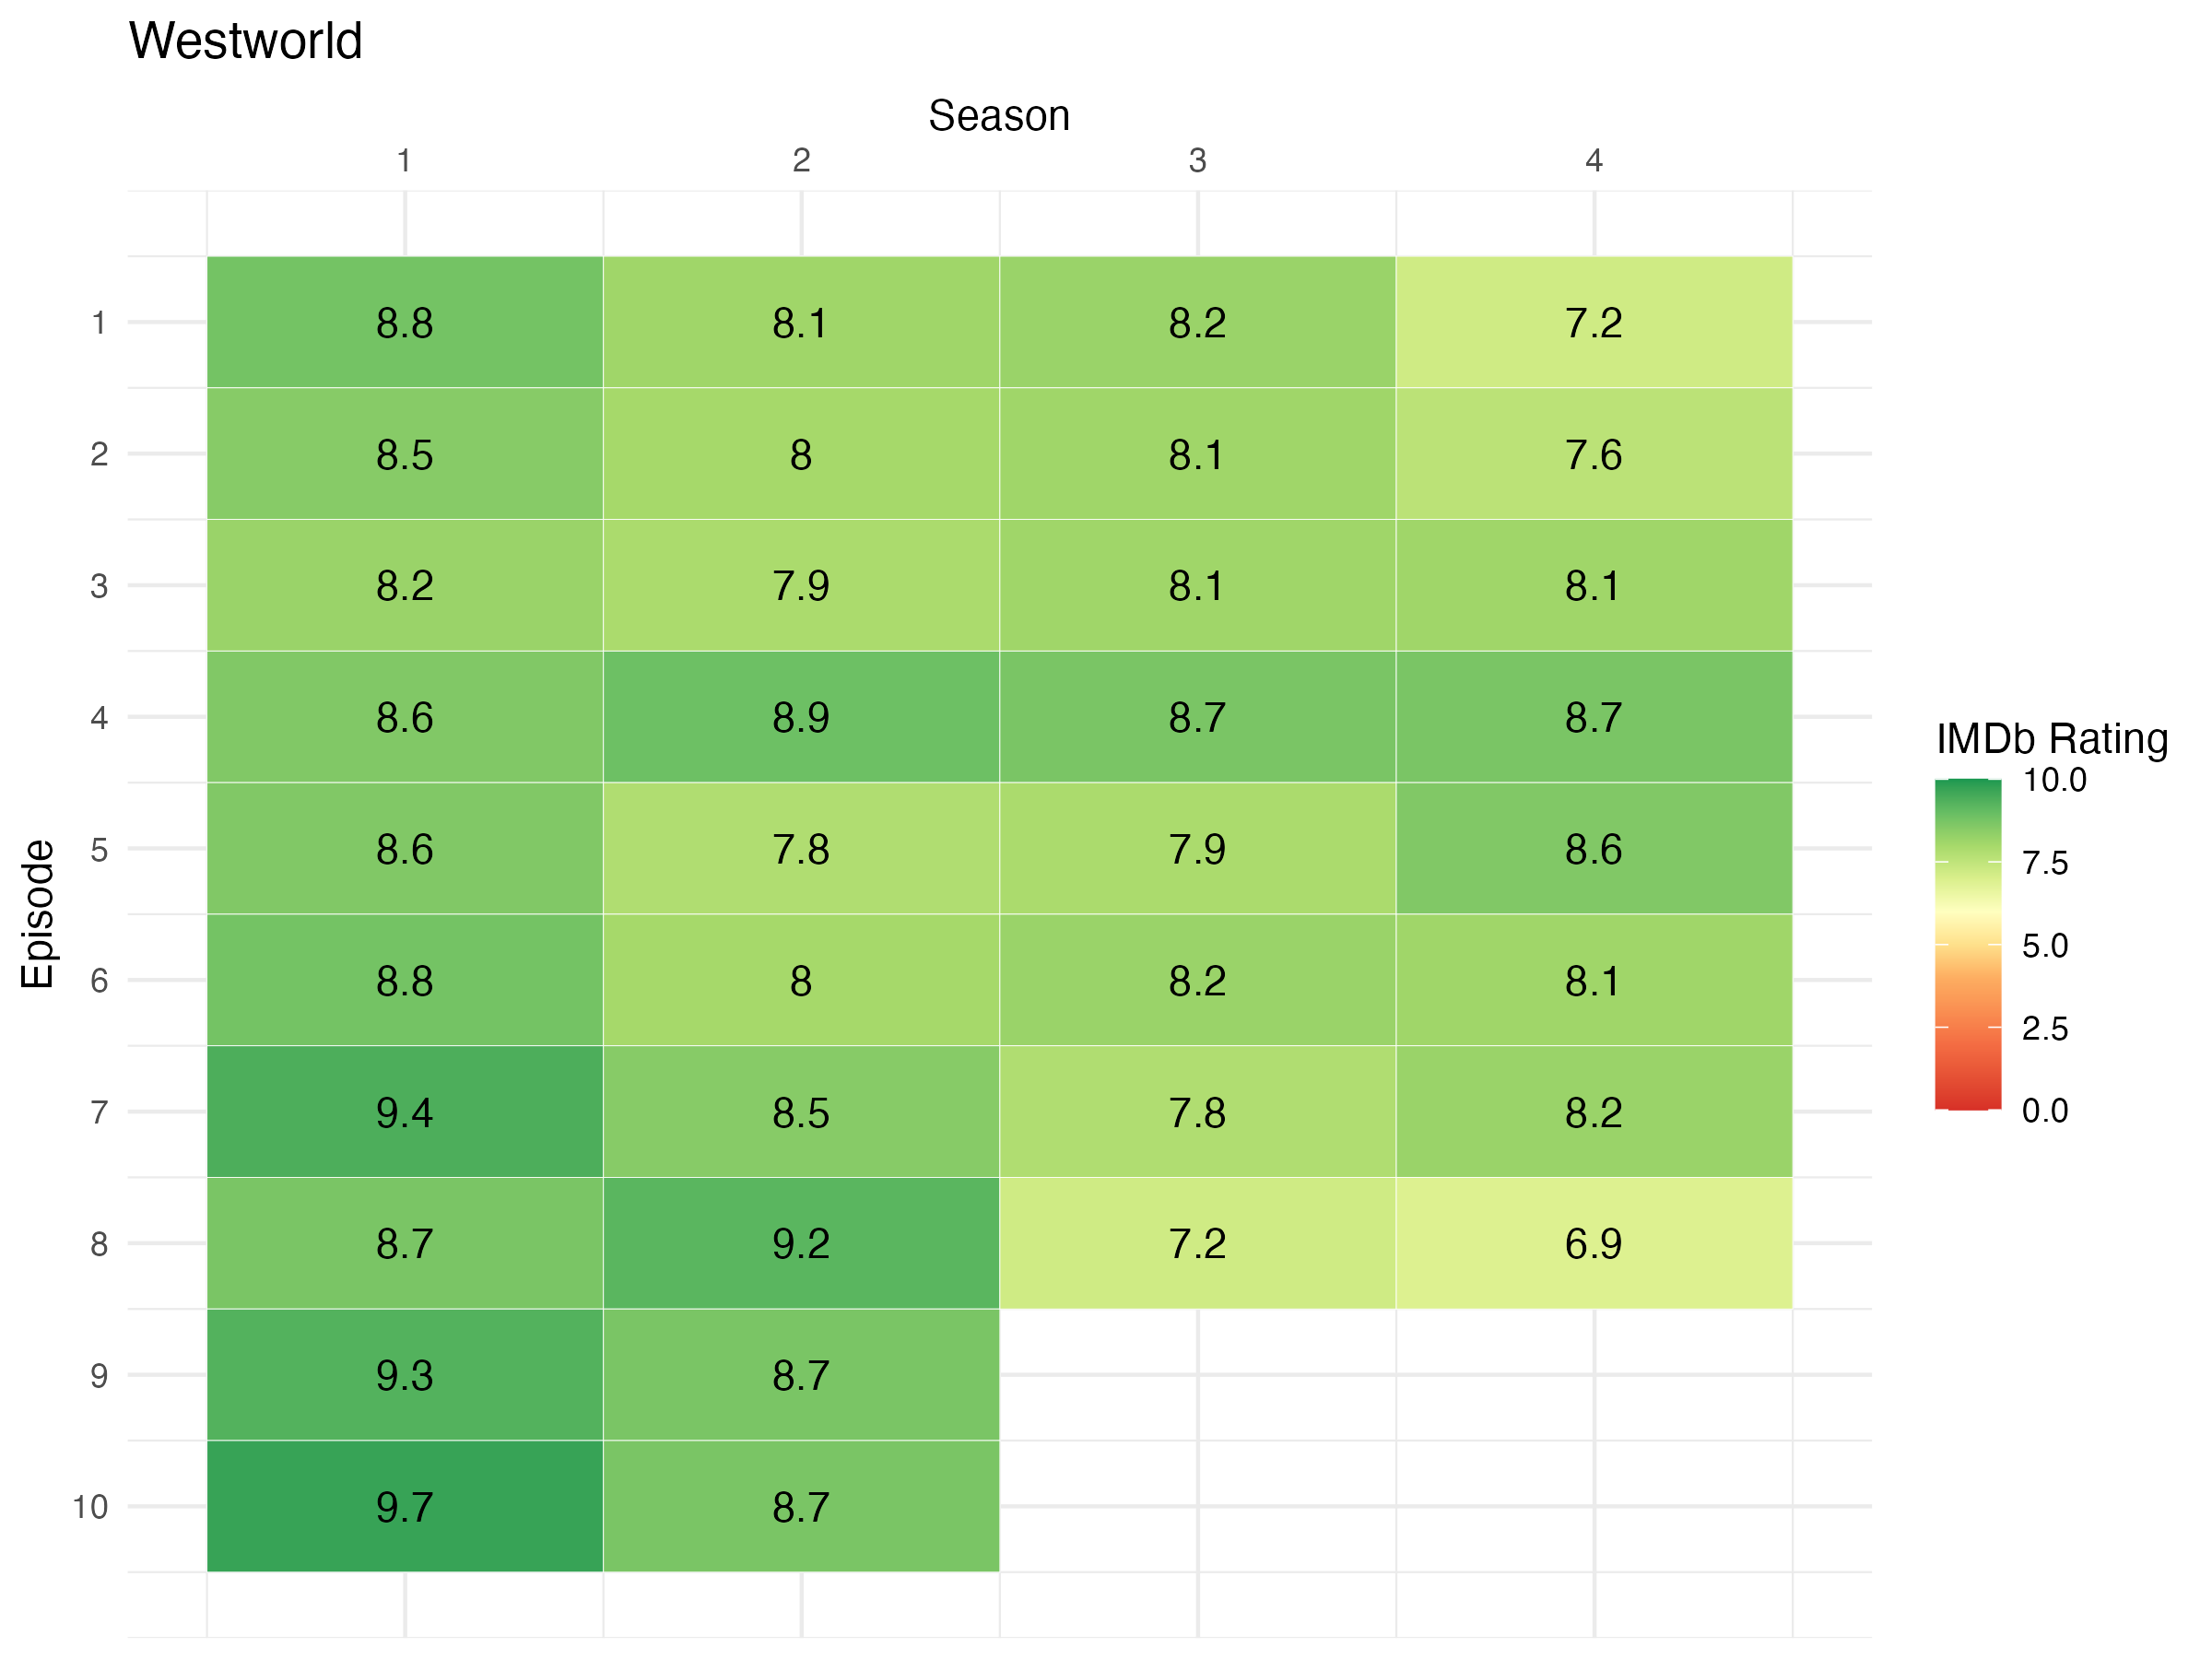 Westworld
Season
1 2 3 4
1 8.8 8.1 8.2 7.2
2 8.5 8 8.1 7.6
3 8.2 7.9 8.1 8.1
4 8.6 8.9 8.7 8.7
5 8.6 7.8 7.9 8.6
6 8.8 8 8.2 8.1
7 9.4 8.5 7.8 8.2
8 8.7 9.2 7.2 6.9
9 9.3 8.7
10 9.7 8.7
Episode
IMDb Rating
10.0
7.5
5.0
2.5
0.0